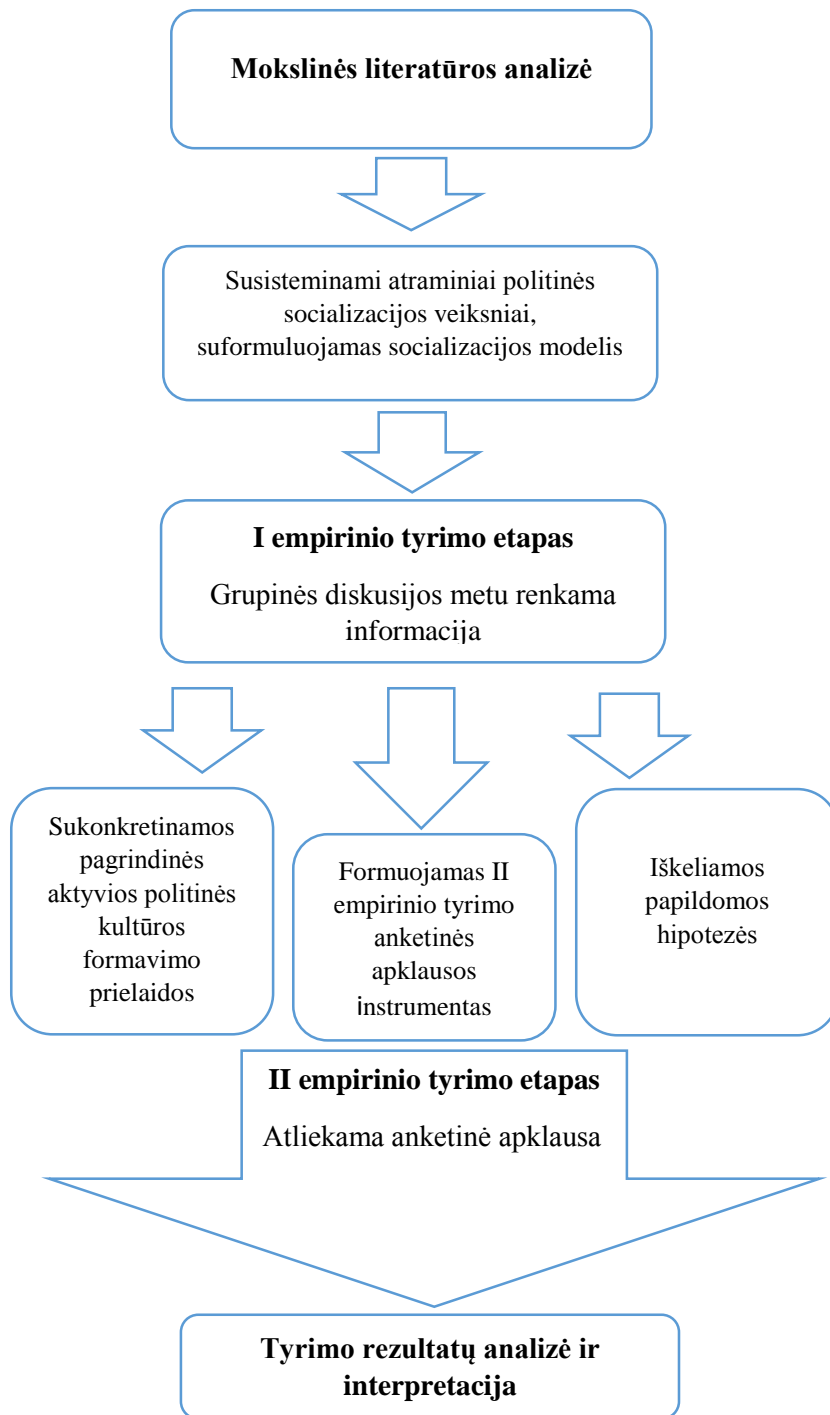 Mokslinės literatūros analizė
Susisteminami atraminiai politinės
socializacijos veiksniai,
suformuluojamas socializacijos modelis
I empirinio tyrimo etapas
Grupinės diskusijos metu renkama
informacija
Sukonkretinamos
pagrindinės
aktyvios politinės
kultūros
formavimo
prielaidos
Formuojamas II
empirinio tyrimo
anketinės
apklausos
instrumentas
Iškeliamos
papildomos
hipotezės
II empirinio tyrimo etapas
Atliekama anketinė apklausa
Tyrimo rezultatų analizė ir
interpretacija